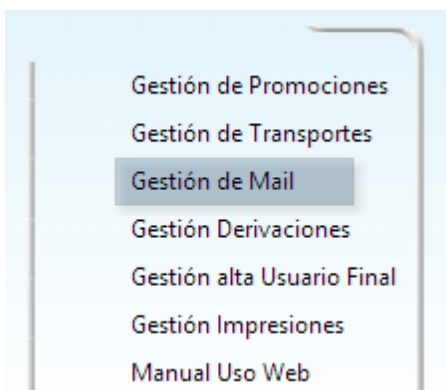 Gestión de Promociones
Gestión de Transportes
Gestión de Mail
Gestión Derivaciones
Gestión alta Usuario Final
Gestión Impresiones
Manual Uso Web